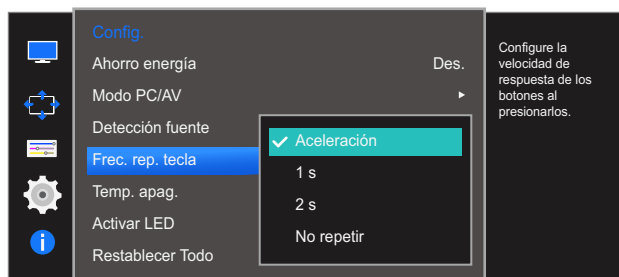 Config.
Ahorro energía Des.
Modo PC/AV
Detección fuente
Frec. rep. tecla
Temp. apag.
Activar LED
Restablecer Todo
Aceleración
1 s
2 s
No repetir
Configure la
velocidad de
respuesta de los
botones al
presionarlos.